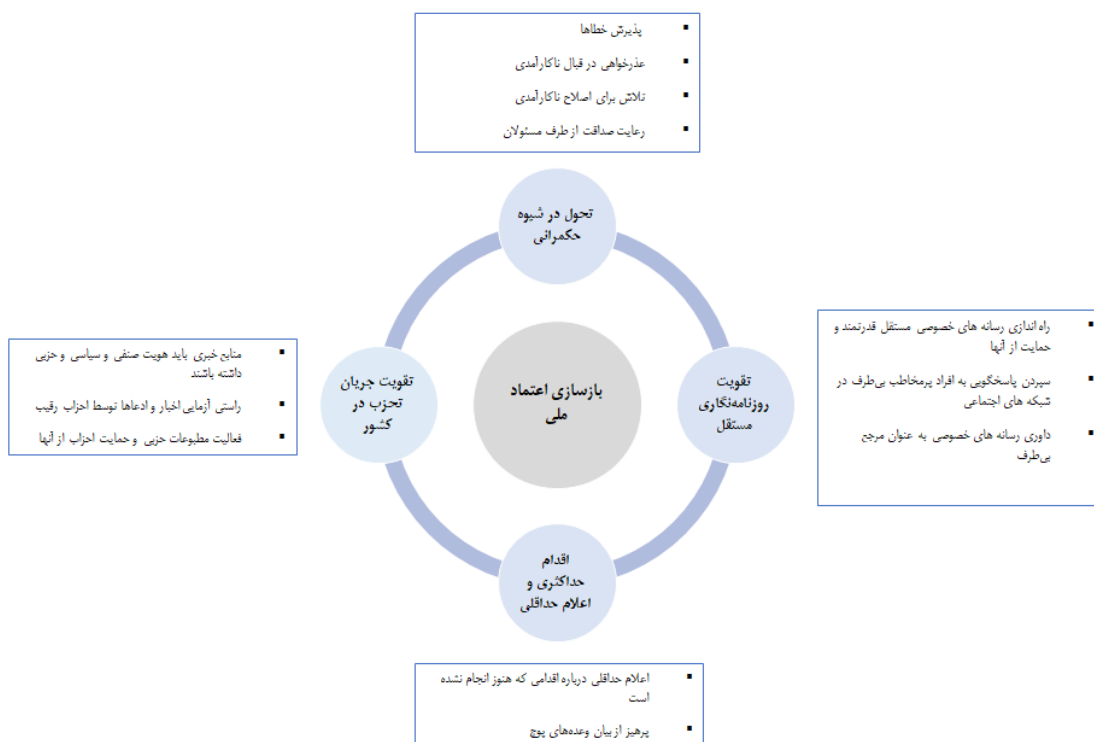 پذیرش خطاها
عذرخواهی در قبال ناکارآمدی
تلاش برای اصلاح ناکارآمدی
رعایت صداقت از طرف مسئولان
تحول در شیوه
حکمرانی
راه اندازی رسانه های خصوصی مستقل قدرتمند و
حمایت از آنها
سپردن پاسخگویی به افراد پرمخاطب بی‌طرف در
شبکه های اجتماعی
داوری رسانه های خصوصی به عنوان مرجع
بی‌طرف
تقویت
روزنامه‌نگاری
مستقل
بازسازی اعتماد
ملی
تقویت جریان
تحزب در
کشور
منابع خبری باید هویت صنفی و سیاسی و حزبی
داشته باشند
راستی آزمایی اخبار و ادعاها توسط احزاب رقیب
فعالیت مطبوعات حزبی و حمایت احزاب از آنها
اقدام
حداکثری و
اعلام حداقلی
اعلام حداقلی درباره اقدامی که هنوز انجام نشده
است
پرهیز از بیان وعده‌های پوچ